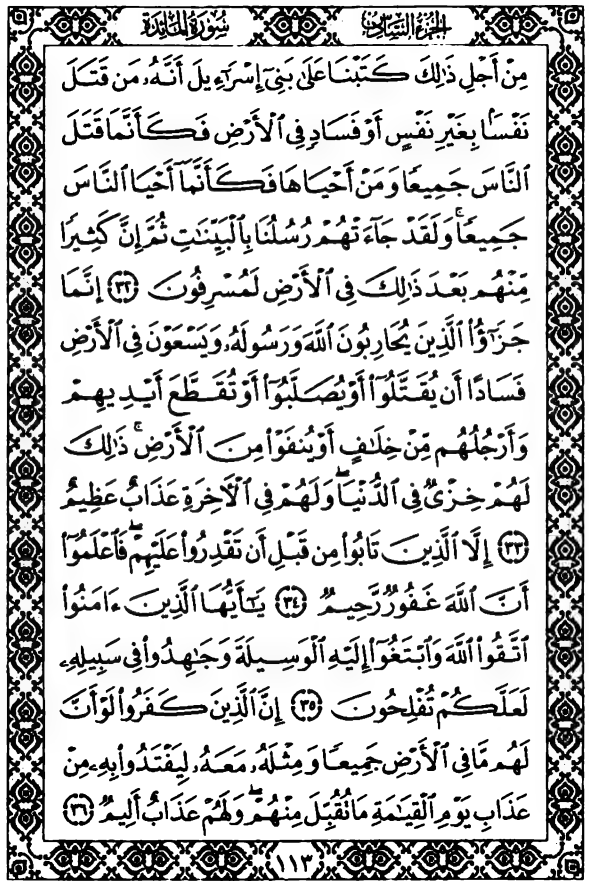 الجزء السادس
سورة المائدة
مِنْ أَجْلِ ذَٰلِكَ كَتَبْنَا عَلَىٰ بَنِىٓ إِسْرَٰٓءِيلَ أَنَّهُۥ مَن قَتَلَ
نَفْسًۢا بِغَيْرِ نَفْسٍ أَوْ فَسَادٍ فِى ٱلْأَرْضِ فَكَأَنَّمَا قَتَلَ
ٱلنَّاسَ جَمِيعًا وَمَنْ أَحْيَاهَا فَكَأَنَّمَآ أَحْيَا ٱلنَّاسَ
جَمِيعًا ۚ وَلَقَدْ جَآءَتْهُمْ رُسُلُنَا بِٱلْبَيِّنَٰتِ ثُمَّ إِنَّ كَثِيرًا
مِّنْهُم بَعْدَ ذَٰلِكَ فِى ٱلْأَرْضِ لَمُسْرِفُونَ ٣٢ إِنَّمَا
جَزَٰٓؤُا۟ ٱلَّذِينَ يُحَارِبُونَ ٱللَّهَ وَرَسُولَهُۥ وَيَسْعَوْنَ فِى ٱلْأَرْضِ
فَسَادًا أَن يُقَتَّلُوٓا۟ أَوْ يُصَلَّبُوٓا۟ أَوْ تُقَطَّعَ أَيْدِيهِمْ
وَأَرْجُلُهُم مِّنْ خِلَٰفٍ أَوْ يُنفَوْا۟ مِنَ ٱلْأَرْضِ ۚ ذَٰلِكَ
لَهُمْ خِزْىٌ فِى ٱلدُّنْيَا ۖ وَلَهُمْ فِى ٱلْءَاخِرَةِ عَذَابٌ عَظِيمٌ
٣٣ إِلَّا ٱلَّذِينَ تَابُوا۟ مِن قَبْلِ أَن تَقْدِرُوا۟ عَلَيْهِمْ ۖ فَٱعْلَمُوٓا۟
أَنَّ ٱللَّهَ غَفُورٌ رَّحِيمٌ ٣٤ يَٰٓأَيُّهَا ٱلَّذِينَ ءَامَنُوا۟
ٱتَّقُوا۟ ٱللَّهَ وَٱبْتَغُوٓا۟ إِلَيْهِ ٱلْوَسِيلَةَ وَجَٰهِدُوا۟ فِى سَبِيلِهِۦ
لَعَلَّكُمْ تُفْلِحُونَ ٣٥ إِنَّ ٱلَّذِينَ كَفَرُوا۟ لَوْ أَنَّ
لَهُم مَّا فِى ٱلْأَرْضِ جَمِيعًا وَمِثْلَهُۥ مَعَهُۥ لِيَفْتَدُوا۟ بِهِۦ مِنْ
عَذَابِ يَوْمِ ٱلْقِيَٰمَةِ مَا تُقُبِّلَ مِنْهُمْ ۖ وَلَهُمْ عَذَابٌ أَلِيمٌ ٣٦
١١٣